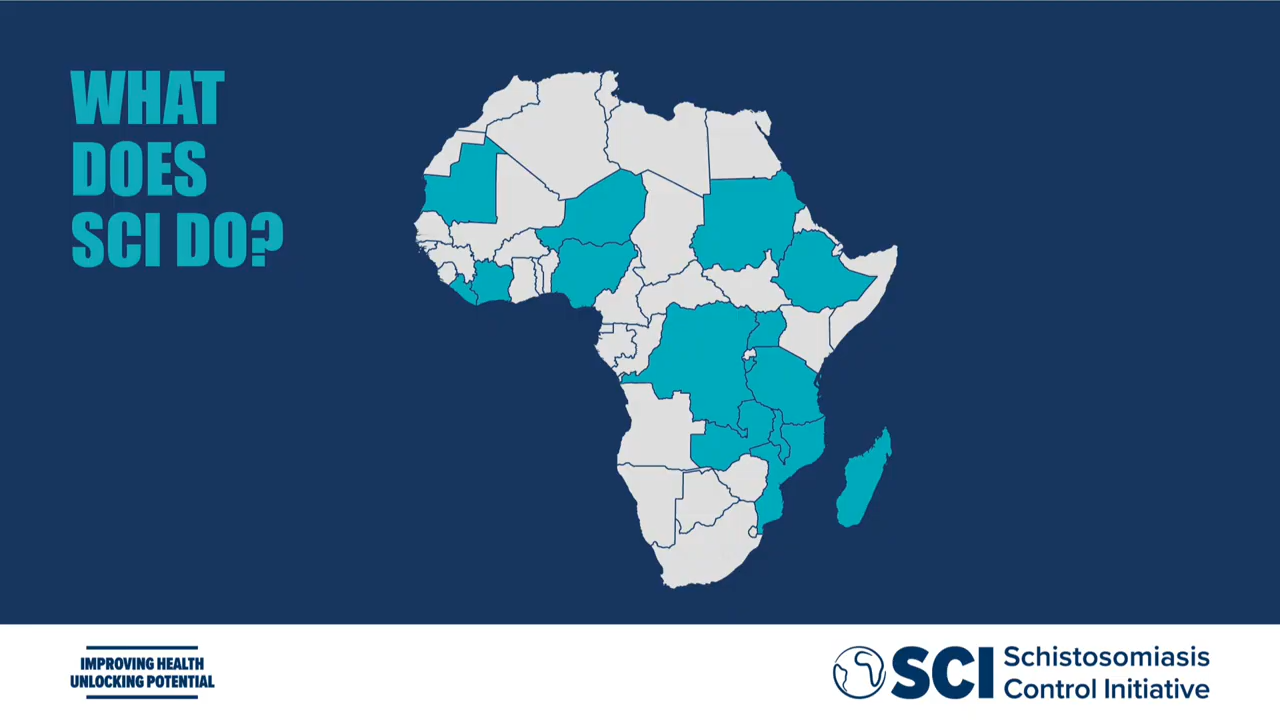 WHAT
DOES
SCI DO?
IMPROVING HEALTH
UNLOCKING POTENTIAL
SCI
Schistosomiasis
Control Initiative